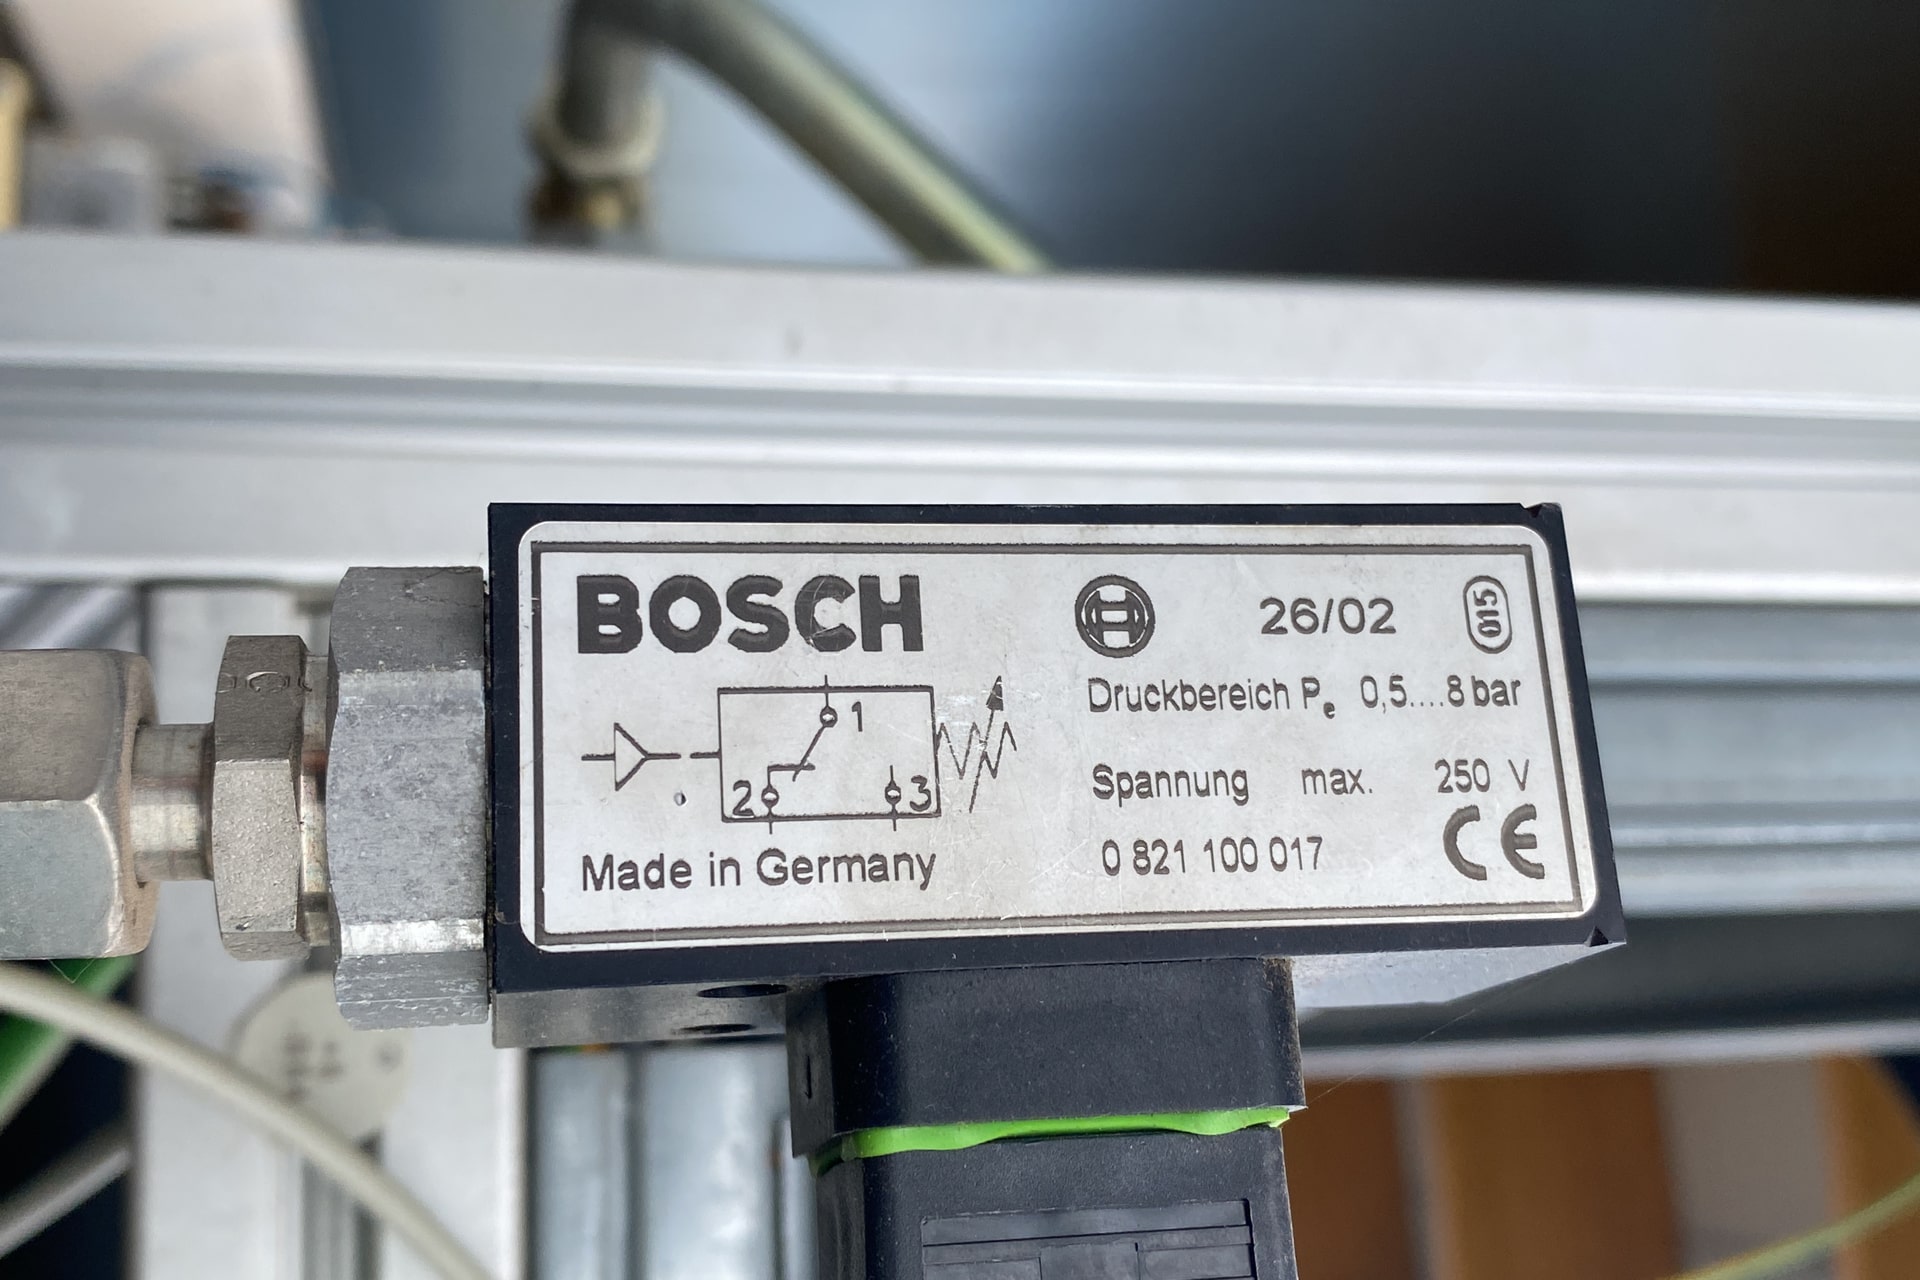 BOSCH
26/02
015
Druckbereich Pe 0,5....8 bar
1
2
3
Spannung max. 250 V
0 821 100 017
CE
Made in Germany